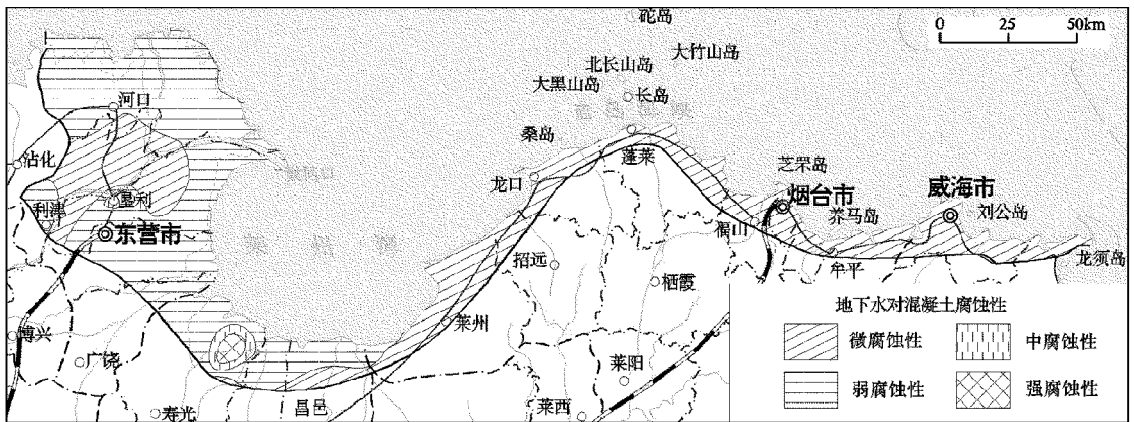 砣岛
0 25 50km
大竹山岛
北长山岛
大黑山岛
长岛
河口
桑岛
沾化
蓬莱
芝罘岛
龙口
烟台市
威海市
垦利
养马岛
刘公岛
利津
东营市
福山
牟平
龙须岛
招远
栖霞
地下水对混凝土腐蚀性
莱州
博兴
微腐蚀性
中腐蚀性
广饶
莱阳
弱腐蚀性
强腐蚀性
寿光
昌邑
莱西